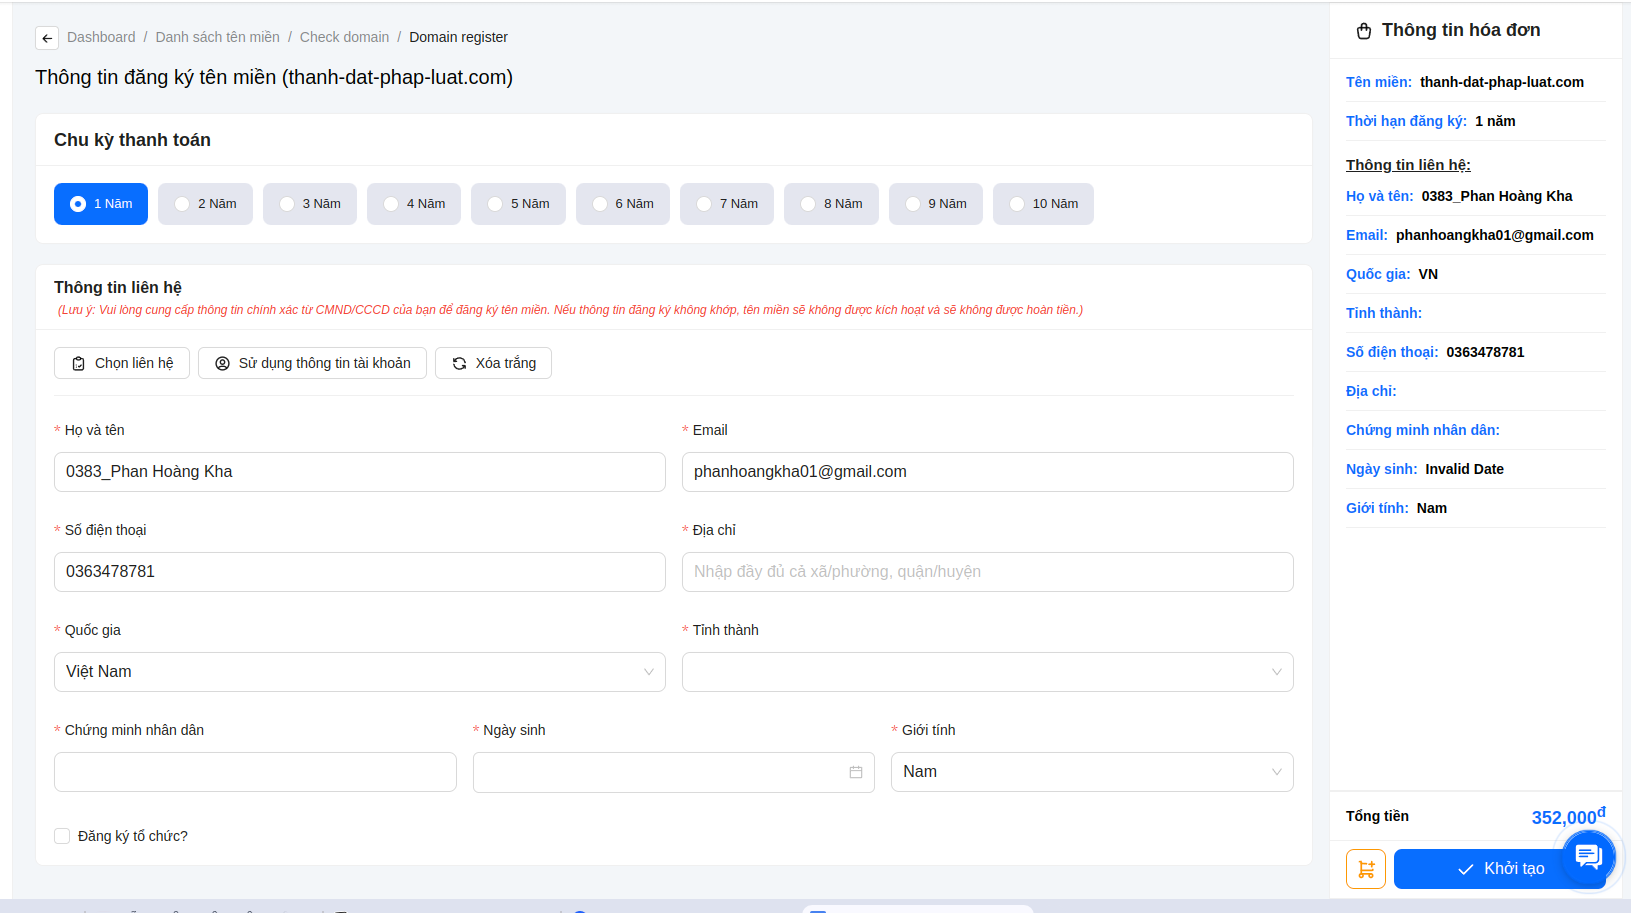 Dashboard / Danh sách tên miền / Check domain / Domain register
Thông tin đăng ký tên miền (thanh-dat-phap-luat.com)
Chu kỳ thanh toán
1 Năm
2 Năm
3 Năm
4 Năm
5 Năm
6 Năm
7 Năm
8 Năm
9 Năm
10 Năm
Thông tin liên hệ
(Lưu ý: Vui lòng cung cấp thông tin chính xác từ CMND/CCCD của bạn để đăng ký tên miền. Nếu thông tin đăng ký không khớp, tên miền sẽ không được kích hoạt và sẽ không được hoàn tiền.)
Chọn liên hệ
Sử dụng thông tin tài khoản
Xóa trắng
* Họ và tên
0383_Phan Hoàng Kha
* Email
phanhoangkha01@gmail.com
* Số điện thoại
0363478781
* Địa chỉ
Nhập đầy đủ cả xã/phường, quận/huyện
* Quốc gia
Việt Nam
* Tỉnh thành
* Chứng minh nhân dân
* Ngày sinh
* Giới tính
Nam
Đăng ký tổ chức?
Thông tin hóa đơn
Tên miền: thanh-dat-phap-luat.com
Thời hạn đăng ký: 1 năm
Thông tin liên hệ:
Họ và tên: 0383_Phan Hoàng Kha
Email: phanhoangkha01@gmail.com
Quốc gia: VN
Tỉnh thành:
Số điện thoại: 0363478781
Địa chỉ:
Chứng minh nhân dân:
Ngày sinh: Invalid Date
Giới tính: Nam
Tổng tiền 352,000đ
Khởi tạo